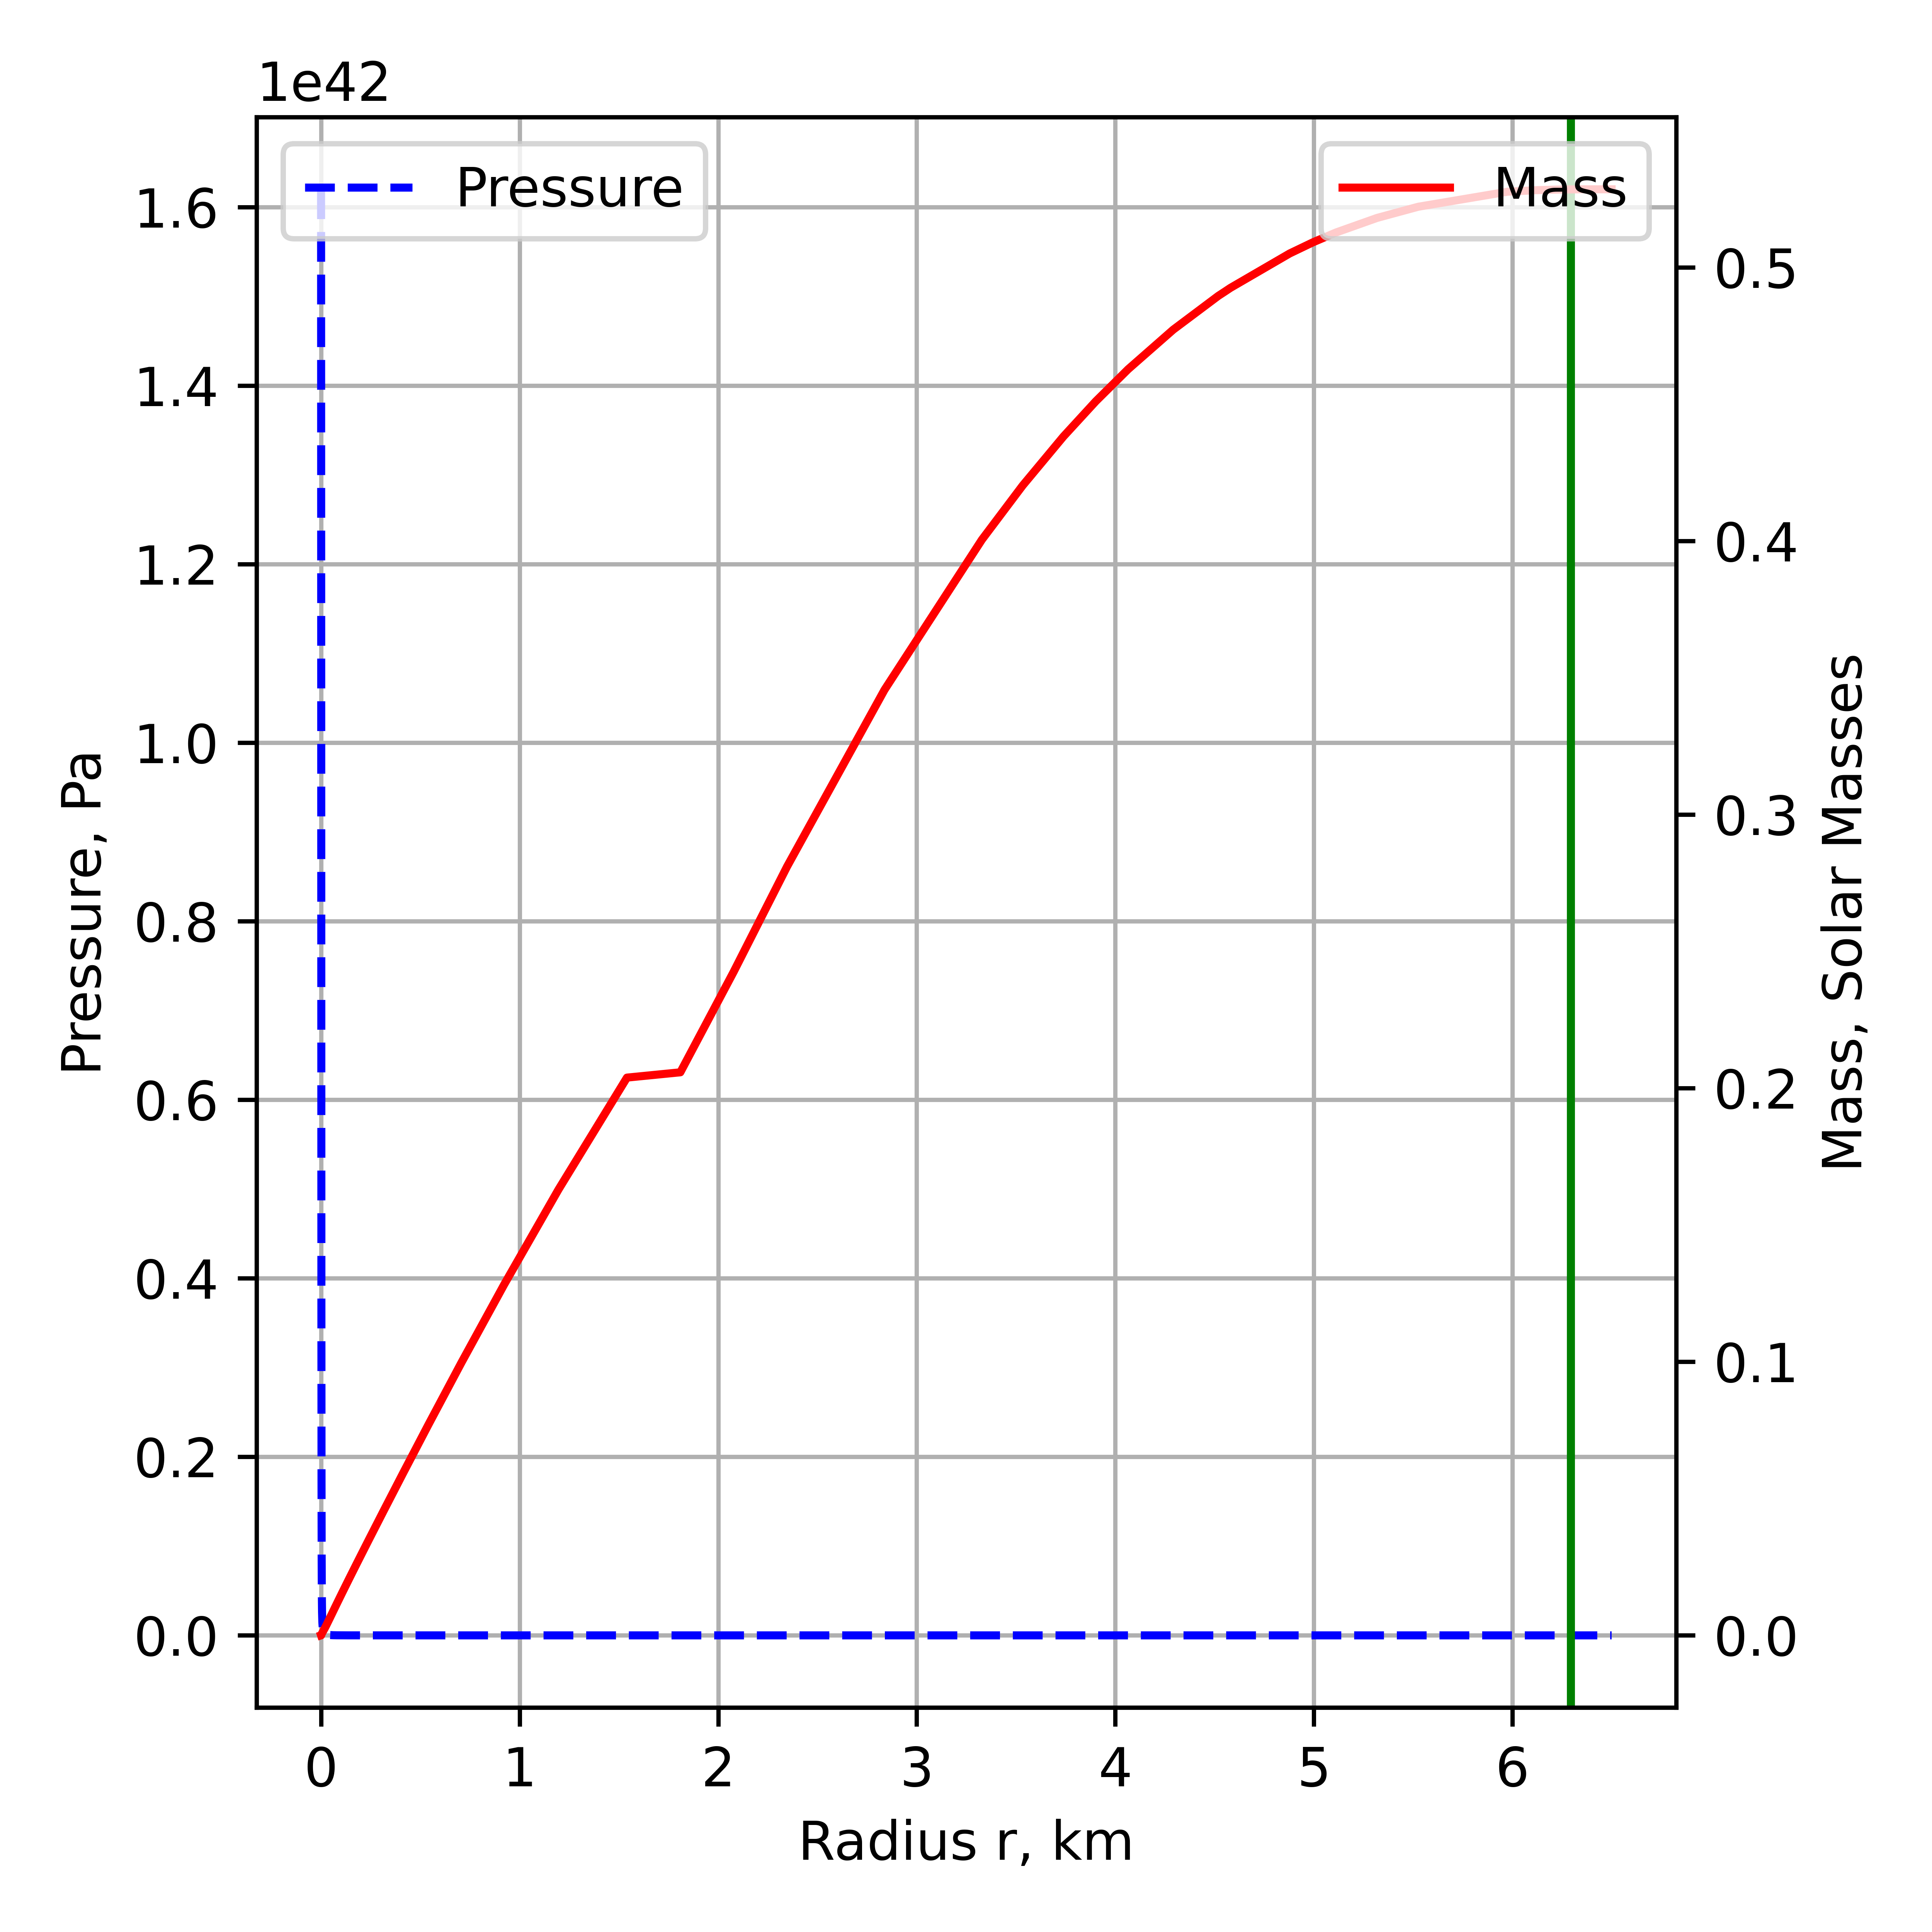 1e42
Pressure
Mass
1.6
1.4
1.2
1.0
0.8
0.6
0.4
0.2
0.0
Pressure, Pa
0.5
0.4
0.3
0.2
0.1
0.0
Mass, Solar Masses
0 1 2 3 4 5 6
Radius r, km